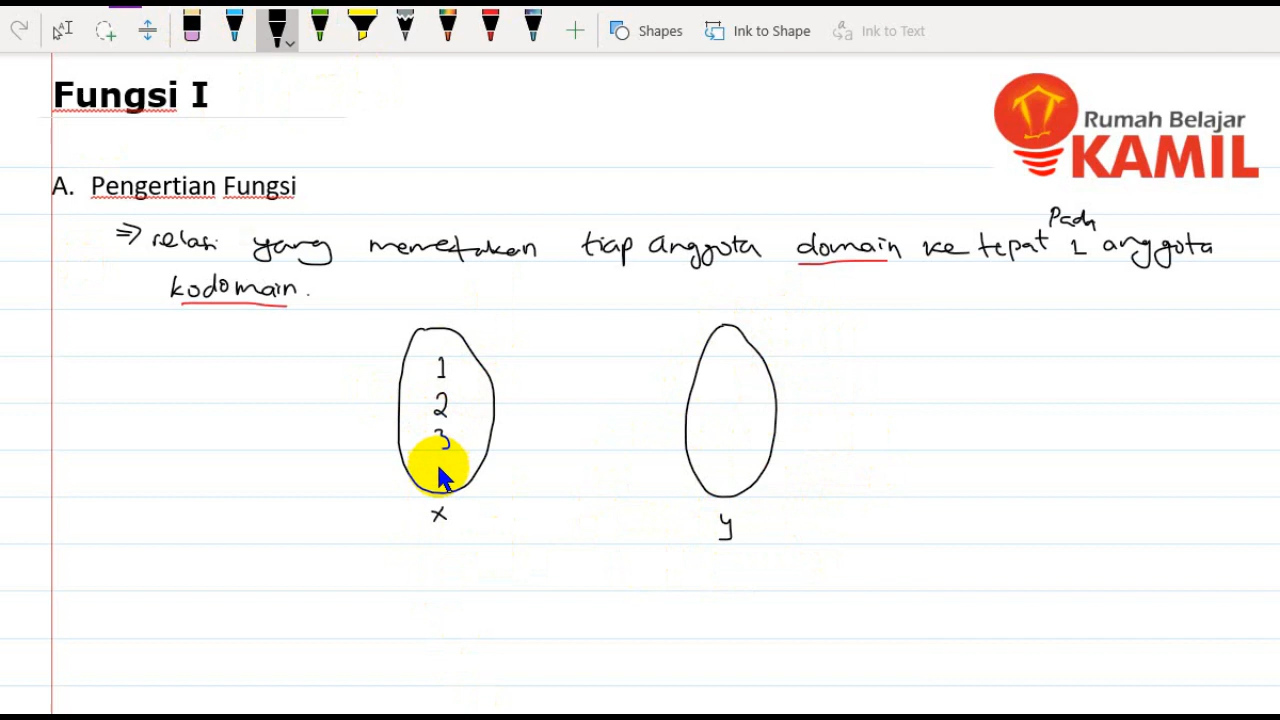 Shapes
Ink to Shape
Ink to Text
Fungsi I
Rumah Belajar
KAMIL
A. Pengertian Fungsi
⇒ relasi yang memetakan tiap anggota domain ke tepat 1 anggota
Pada
kodomain.
1
2
3
x
y